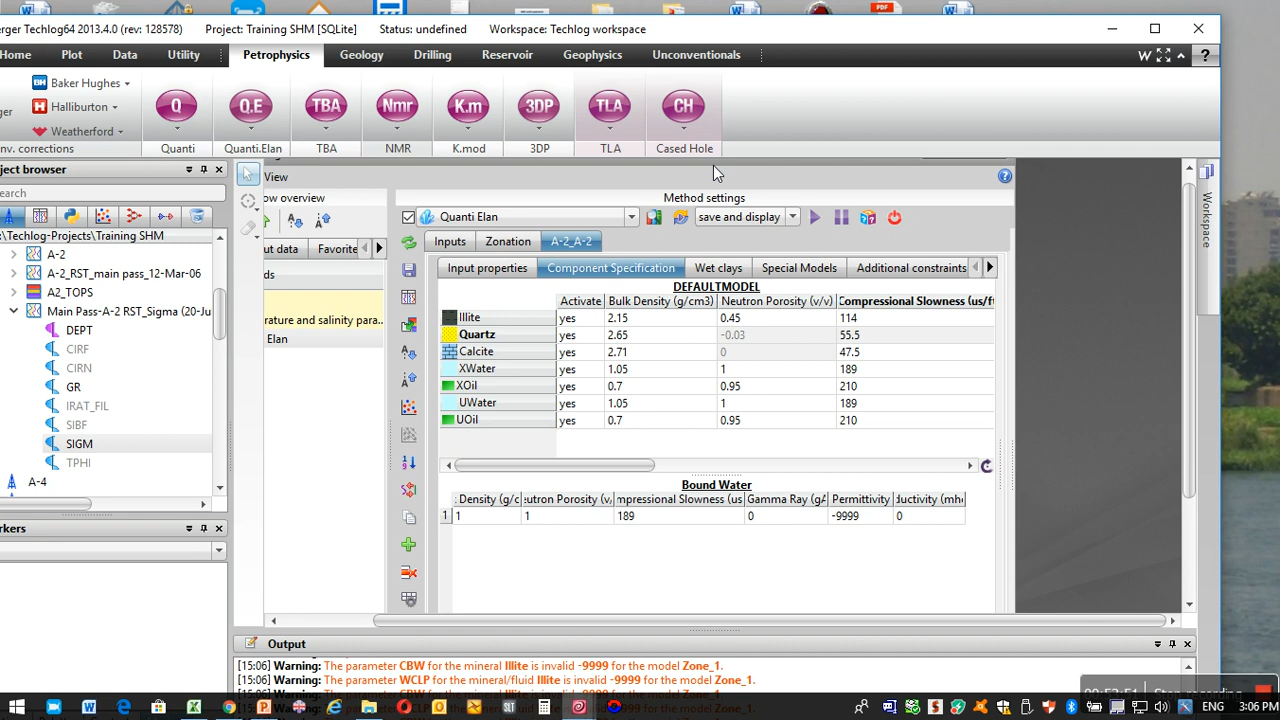 erger Techlog64 2013.4.0 (rev: 128578) Project: Training SHM [SQLite] Status: undefined Workspace: Techlog workspace
Home Plot Data Utility Petrophysics Geology Drilling Reservoir Geophysics Unconventionals W ?
BH Baker Hughes
ger H Halliburton
Weatherford
Q Q.E TBA Nmr K.m 3DP TLA CH
nv. corrections Quanti Quanti.Elan TBA NMR K.mod 3DP TLA Cased Hole
roject browser
earch
:\Techlog-Projects\Training SHM
A-2
A-2_RST_main pass_12-Mar-06
A2_TOPS
Main Pass-A-2 RST_Sigma (20-Ju
DEPT
CIRF
CIRN
GR
IRAT_FIL
SIBF
SIGM
TPHI
A-4
rkers
View
ow overview
ut data Favorite
ds
rature and salinity para...
Elan
Method settings
Quanti Elan save and display
Inputs Zonation A-2_A-2
Input properties Component Specification Wet clays Special Models Additional constraints
DEFAULTMODEL
Activate Bulk Density (g/cm3) Neutron Porosity (v/v) Compressional Slowness (us/ft
Illite yes 2.15 0.45 114
Quartz yes 2.65 -0.03 55.5
Calcite yes 2.71 0 47.5
XWater yes 1.05 1 189
XOil yes 0.7 0.95 210
UWater yes 1.05 1 189
UOil yes 0.7 0.95 210
Bound Water
: Density (g/c eutron Porosity (v/ mpressional Slowness (us Gamma Ray (gA Permittivity ductivity (mh
1 1 1 189 0 -9999 0
Workspace
Output
[15:06] Warning: The parameter CBW for the mineral Illite is invalid -9999 for the model Zone_1.
[15:06] Warning: The parameter WCLP for the mineral/fluid Illite is invalid -9999 for the model Zone_1.
Stop recording
ENG 3:06 PM